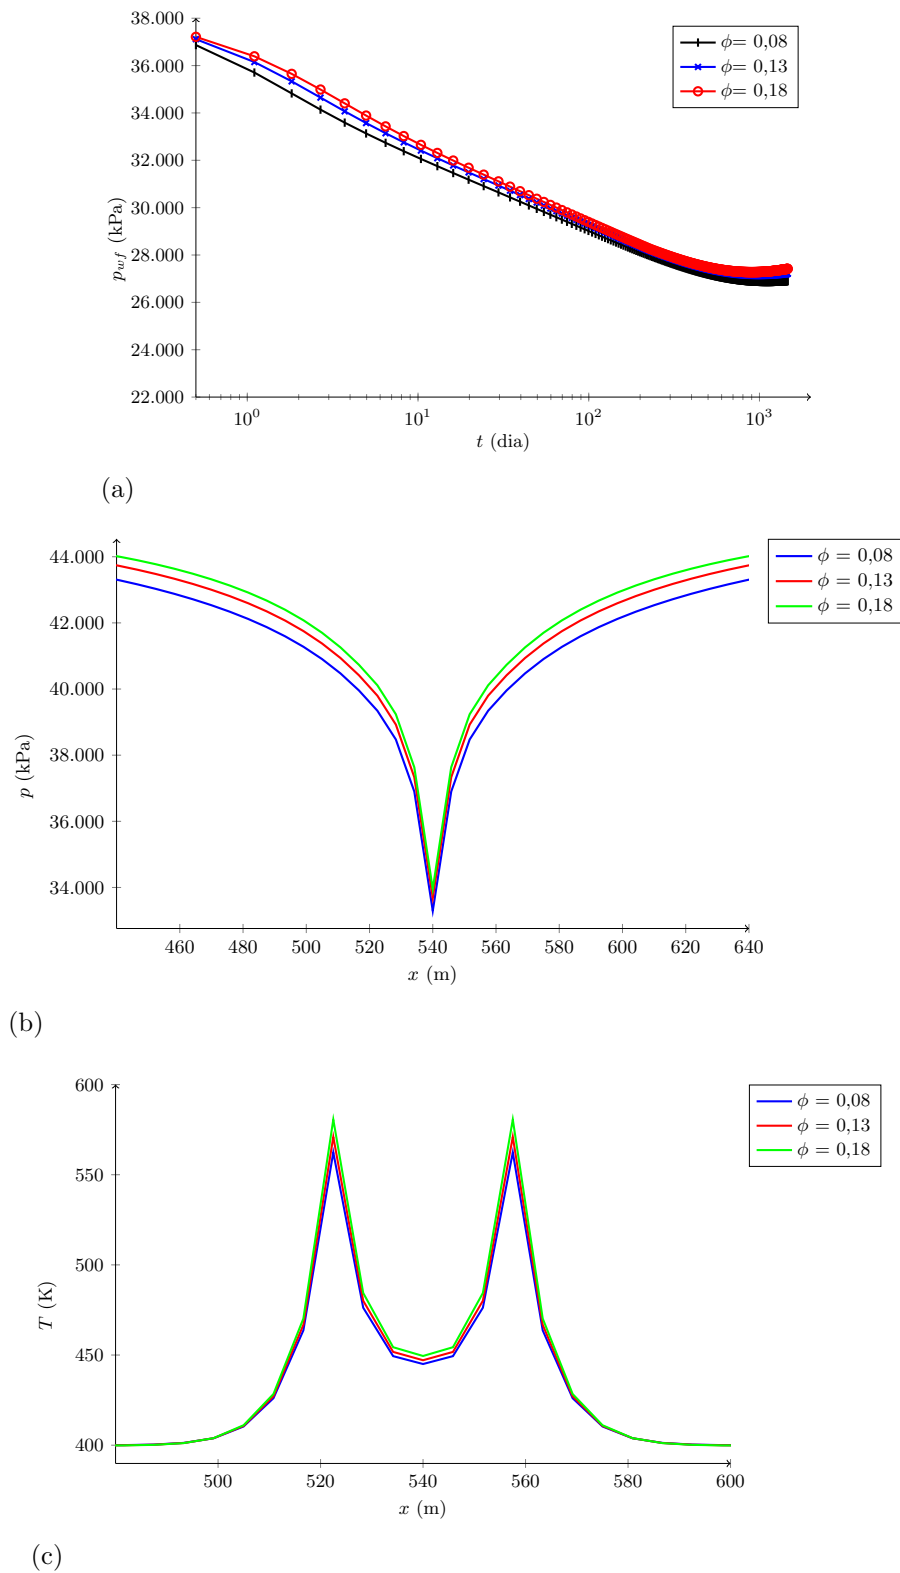 38.000
36.000
34.000
32.000
30.000
28.000
26.000
24.000
22.000
p_wf (kPa)
10^0 10^1 10^2 10^3
t (dia)
ϕ= 0,08
ϕ= 0,13
ϕ= 0,18
(a)
44.000
42.000
40.000
38.000
36.000
34.000
p (kPa)
460 480 500 520 540 560 580 600 620 640
x (m)
ϕ = 0,08
ϕ = 0,13
ϕ = 0,18
(b)
600
550
500
450
400
T (K)
500 520 540 560 580 600
x (m)
ϕ = 0,08
ϕ = 0,13
ϕ = 0,18
(c)